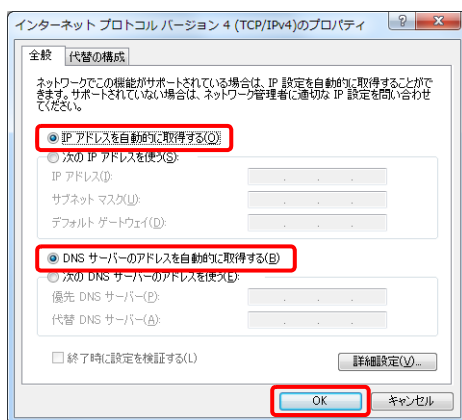 インターネット プロトコル バージョン 4 (TCP/IPv4)のプロパティ
全般 代替の構成
ネットワークでこの機能がサポートされている場合は、IP 設定を自動的に取得することがで
きます。サポートされていない場合は、ネットワーク管理者に適切な IP 設定を問い合わせ
てください。
IP アドレスを自動的に取得する(O)
次の IP アドレスを使う(S):
IP アドレス(I):
サブネット マスク(U):
デフォルト ゲートウェイ(D):
DNS サーバーのアドレスを自動的に取得する(B)
次の DNS サーバーのアドレスを使う(E):
優先 DNS サーバー(P):
代替 DNS サーバー(A):
終了時に設定を検証する(L)
詳細設定(V)...
OK キャンセル